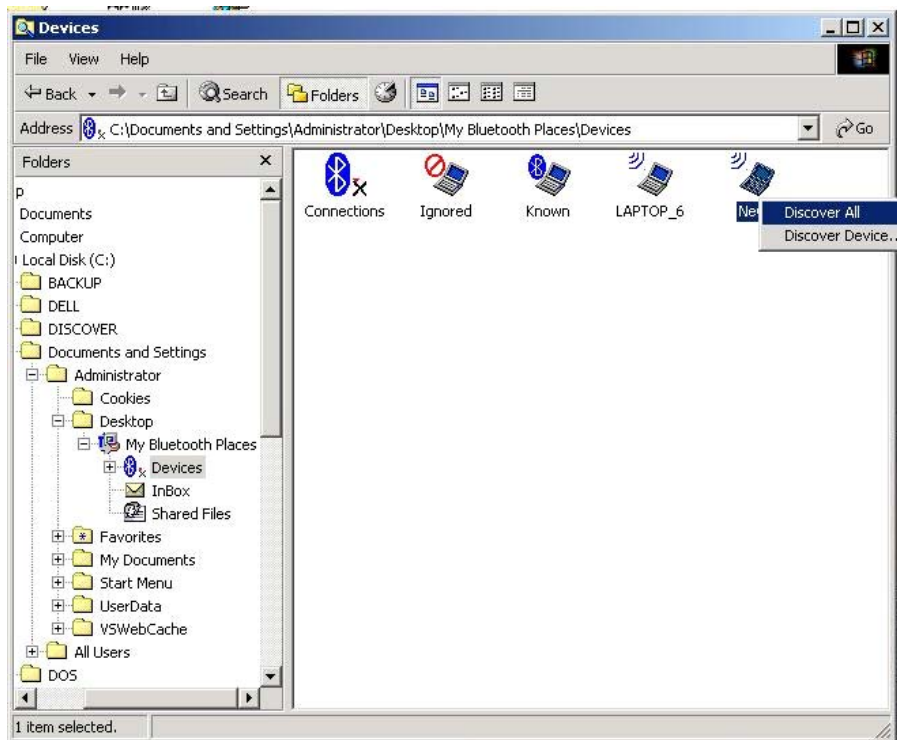 Devices
File View Help
Back Search Folders
Address C:\Documents and Settings\Administrator\Desktop\My Bluetooth Places\Devices Go
Folders
p
Documents
Computer
Local Disk (C:)
BACKUP
DELL
DISCOVER
Documents and Settings
Administrator
Cookies
Desktop
My Bluetooth Places
Devices
InBox
Shared Files
Favorites
My Documents
Start Menu
UserData
VSWebCache
All Users
DOS
Connections Ignored Known LAPTOP_6
Discover All
Discover Device..
1 item selected.